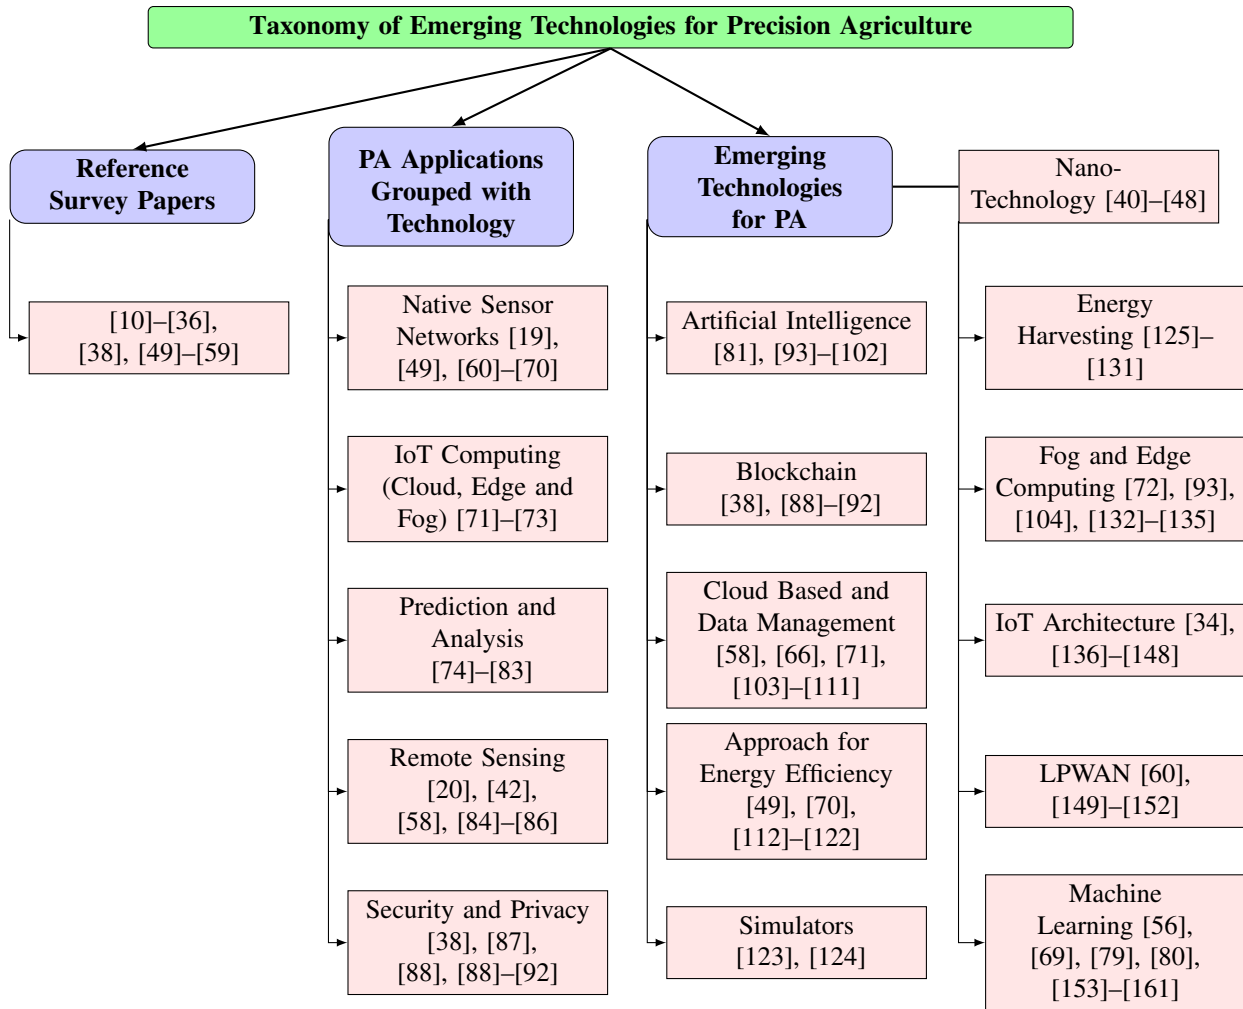 Taxonomy of Emerging Technologies for Precision Agriculture
Reference
Survey Papers
PA Applications
Grouped with
Technology
Emerging
Technologies
for PA
Nano-
Technology [40]–[48]
[10]–[36],
[38], [49]–[59]
Native Sensor
Networks [19],
[49], [60]–[70]
Artificial Intelligence
[81], [93]–[102]
Energy
Harvesting [125]–
[131]
IoT Computing
(Cloud, Edge and
Fog) [71]–[73]
Blockchain
[38], [88]–[92]
Fog and Edge
Computing [72], [93],
[104], [132]–[135]
Prediction and
Analysis
[74]–[83]
Cloud Based and
Data Management
[58], [66], [71],
[103]–[111]
IoT Architecture [34],
[136]–[148]
Remote Sensing
[20], [42],
[58], [84]–[86]
Approach for
Energy Efficiency
[49], [70],
[112]–[122]
LPWAN [60],
[149]–[152]
Security and Privacy
[38], [87],
[88], [88]–[92]
Simulators
[123], [124]
Machine
Learning [56],
[69], [79], [80],
[153]–[161]